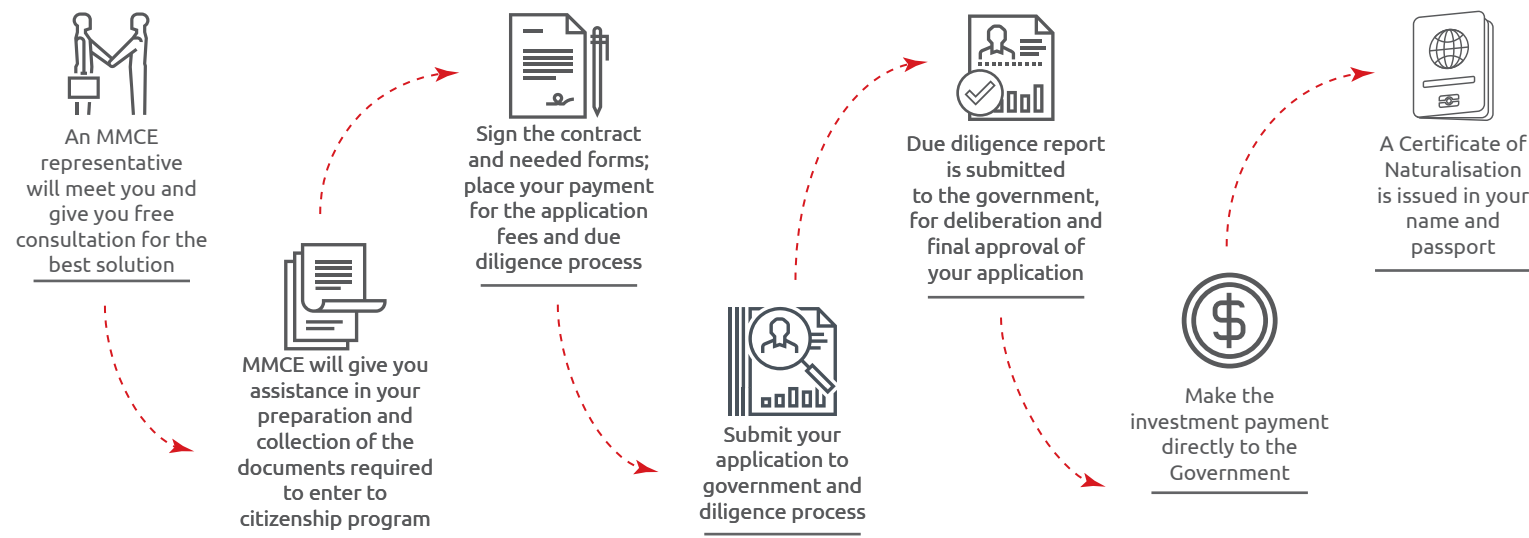 An MMCE
representative
will meet you and
give you free
consultation for the
best solution
MMCE will give you
assistance in your
preparation and
collection of the
documents required
to enter to
citizenship program
Sign the contract
and needed forms;
place your payment
for the application
fees and due
diligence process
Submit your
application to
government and
diligence process
Due diligence report
is submitted
to the government,
for deliberation and
final approval of
your application
$
Make the
investment payment
directly to the
Government
A Certificate of
Naturalisation
is issued in your
name and
passport